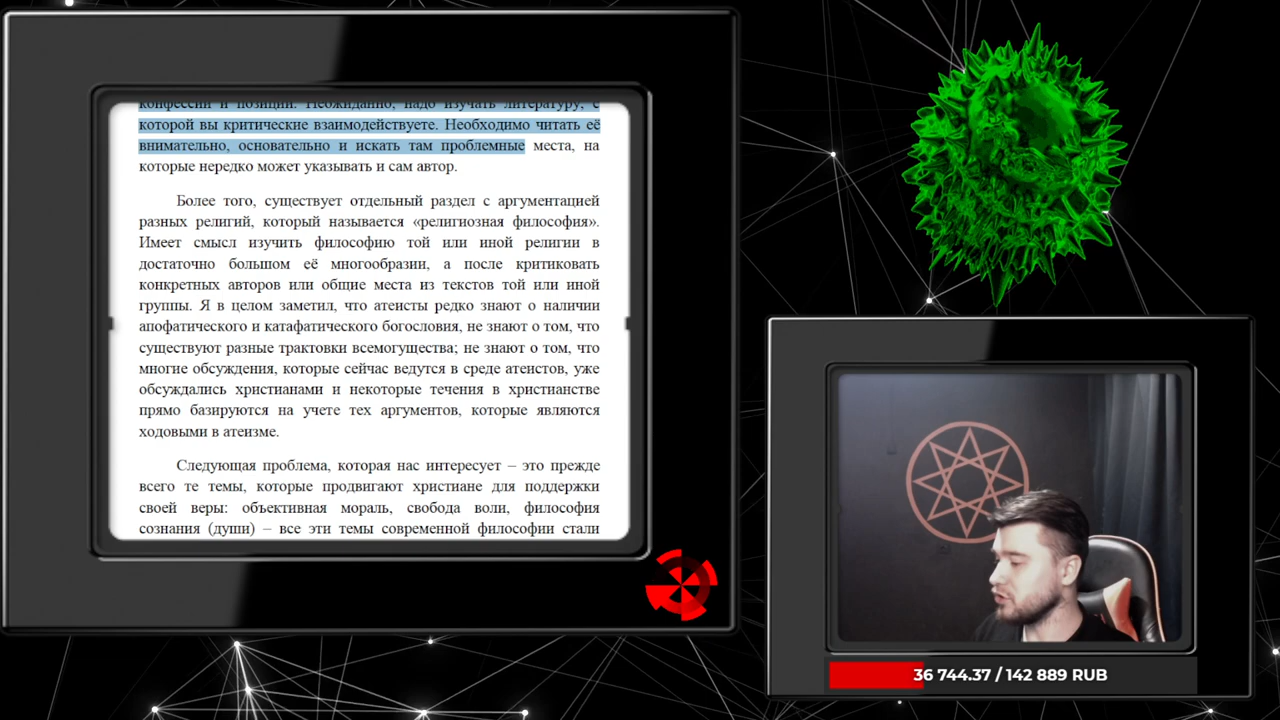 конфессии и позиции. Неожиданно, надо изучать литературу, с
которой вы критические взаимодействуете. Необходимо читать её
внимательно, основательно и искать там проблемные места, на
которые нередко может указывать и сам автор.
Более того, существует отдельный раздел с аргументацией
разных религий, который называется «религиозная философия».
Имеет смысл изучить философию той или иной религии в
достаточно большом её многообразии, а после критиковать
конкретных авторов или общие места из текстов той или иной
группы. Я в целом заметил, что атеисты редко знают о наличии
апофатического и катафатического богословия, не знают о том, что
существуют разные трактовки всемогущества; не знают о том, что
многие обсуждения, которые сейчас ведутся в среде атеистов, уже
обсуждались христианами и некоторые течения в христианстве
прямо базируются на учете тех аргументов, которые являются
ходовыми в атеизме.
Следующая проблема, которая нас интересует – это прежде
всего те темы, которые продвигают христиане для поддержки
своей веры: объективная мораль, свобода воли, философия
сознания (души) – все эти темы современной философии стали
36 744.37 / 142 889 RUB